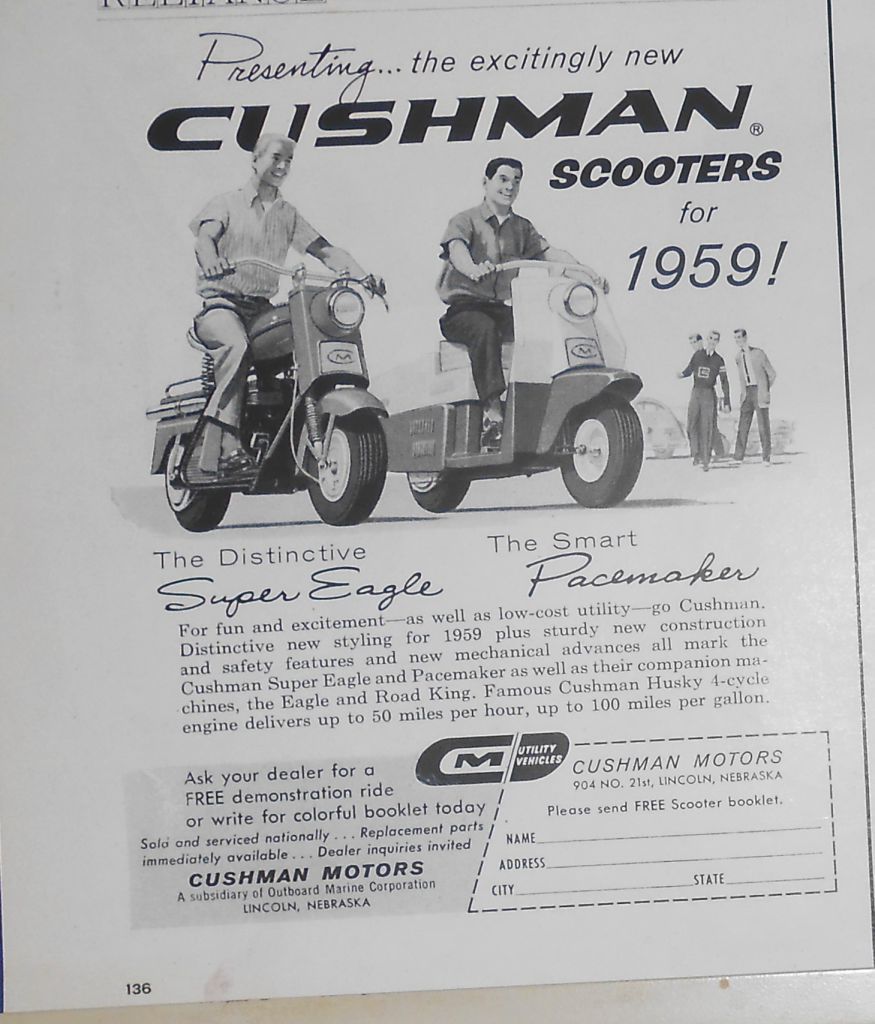 RELIANCE
Presenting... the excitingly new
CUSHMAN®
SCOOTERS
for
1959!
CM
CM
The Distinctive
Super Eagle
The Smart
Pacemaker
For fun and excitement—as well as low-cost utility—go Cushman.
Distinctive new styling for 1959 plus sturdy new construction
and safety features and new mechanical advances all mark the
Cushman Super Eagle and Pacemaker as well as their companion ma-
chines, the Eagle and Road King. Famous Cushman Husky 4-cycle
engine delivers up to 50 miles per hour, up to 100 miles per gallon.
Ask your dealer for a
FREE demonstration ride
or write for colorful booklet today
Sold and serviced nationally . . . Replacement parts
immediately available . . . Dealer inquiries invited
CUSHMAN MOTORS
A subsidiary of Outboard Marine Corporation
LINCOLN, NEBRASKA
CM UTILITY
VEHICLES
CUSHMAN MOTORS
904 NO. 21st, LINCOLN, NEBRASKA
Please send FREE Scooter booklet.
NAME
ADDRESS
CITY STATE
136